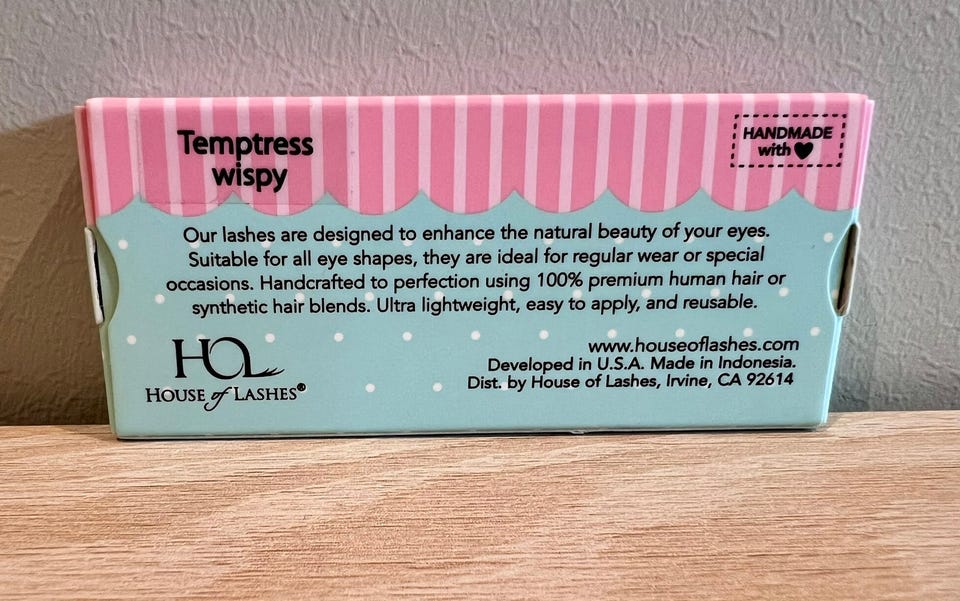 Temptress
wispy
HANDMADE
with ♥
Our lashes are designed to enhance the natural beauty of your eyes.
Suitable for all eye shapes, they are ideal for regular wear or special
occasions. Handcrafted to perfection using 100% premium human hair or
synthetic hair blends. Ultra lightweight, easy to apply, and reusable.
HOL
HOUSE of LASHES®
www.houseoflashes.com
Developed in U.S.A. Made in Indonesia.
Dist. by House of Lashes, Irvine, CA 92614